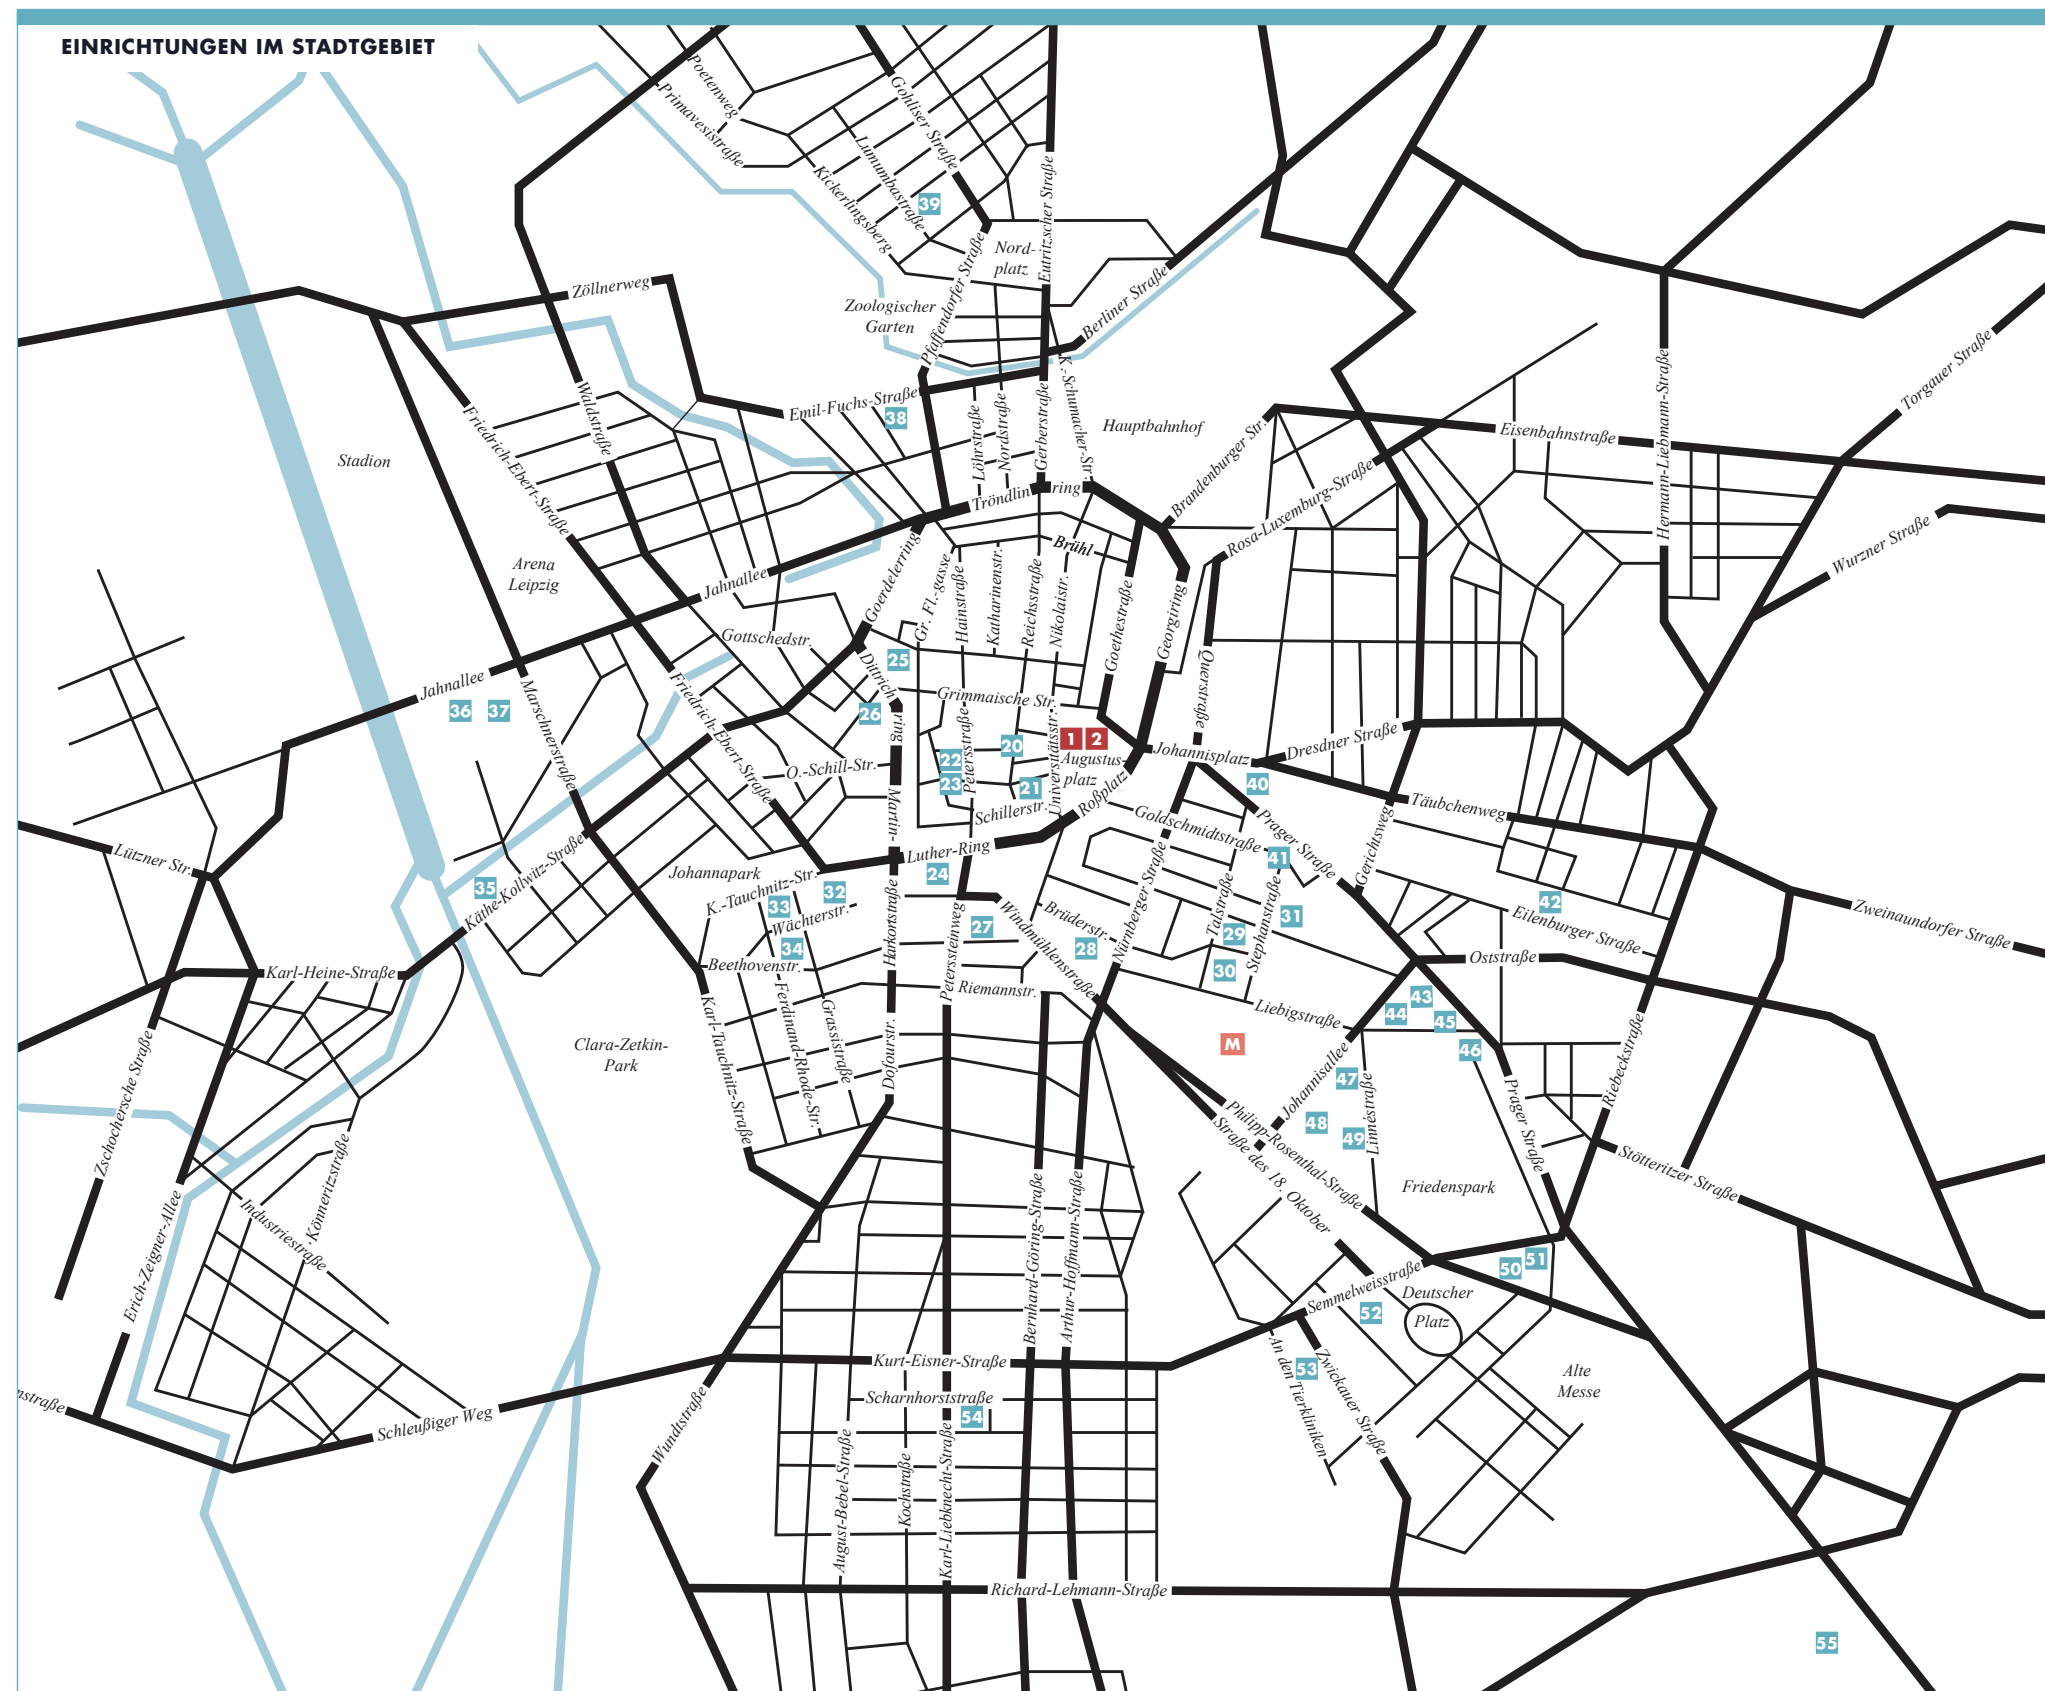 EINRICHTUNGEN IM STADTGEBIET
Poetenweg
Primavesistraße
Gohliser Straße
Lumumbastraße
Kickerlingsberg
39
Eutritzscher Straße
Nord-
platz
Pfaffendorfer Straße
Zöllnerweg
Zoologischer
Garten
Berliner Straße
Waldstraße
Emil-Fuchs-Straße
38
Löhrstraße
Nordstraße
Gerberstraße
K.-Schumacher-Str.
Hauptbahnhof
Brandenburger Str.
Eisenbahnstraße
Hermann-Liebmann-Straße
Torgauer Straße
Stadion
Friedrich-Ebert-Straße
Tröndlin
ring
Rosa-Luxemburg-Straße
Wurzner Straße
Arena
Leipzig
Jahnallee
Goerdelerring
Brühl
Gr. Fl.-gasse
Hainstraße
Katharinenstr.
Reichsstraße
Nikolaistr.
Goethestraße
Georgiring
Querstraße
Gottschedstr.
Dittrich
ring
25
Jahnallee
36
37
Marschnerstraße
Friedrich-Ebert-Straße
26
Grimmaische Str.
Petersstraße
Universitätsstr.
20
1
2
Augustus-
platz
Johannisplatz
Dresdner Straße
O.-Schill-Str.
22
23
21
40
Martin-
Schillerstr.
Roßplatz
Täubchenweg
Goldschmidtstraße
Prager Straße
Gerichtsweg
Lützner Str.
Luther-Ring
Johannapark
41
35
Käthe-Kollwitz-Straße
K.-Tauchnitz-Str.
32
33
24
Wächterstr.
34
27
Windmühlenstraße
Brüderstr.
28
Nürnberger Straße
Talstraße
29
Stephanstraße
31
30
42
Eilenburger Straße
Zweinaundorfer Straße
Karl-Heine-Straße
Beethovenstr.
Harkortstraße
Peterssteinweg
Oststraße
Riemannstr.
Liebigstraße
43
44
45
46
Karl-Tauchnitz-Straße
Ferdinand-Rhode-Str.
Grassistraße
Dofourstr.
Clara-Zetkin-
Park
M
Johannisallee
47
Linnéstraße
48
49
Riebeckstraße
Prager Straße
Zschochersche Straße
Philipp-Rosenthal-Straße
Straße des 18. Oktober
Stötteritzer Straße
Friedenspark
Könneritzstraße
Industriestraße
Erich-Zeigner-Allee
Bernhard-Göring-Straße
Arthur-Hoffmann-Straße
50
51
Semmelweisstraße
Deutscher
Platz
52
An den Tierkliniken
53
Zwickauer Straße
Alte
Messe
Kurt-Eisner-Straße
Scharnhorststraße
54
nstraße
Schleußiger Weg
Wundtstraße
August-Bebel-Straße
Kochstraße
Karl-Liebknecht-Straße
Richard-Lehmann-Straße
55